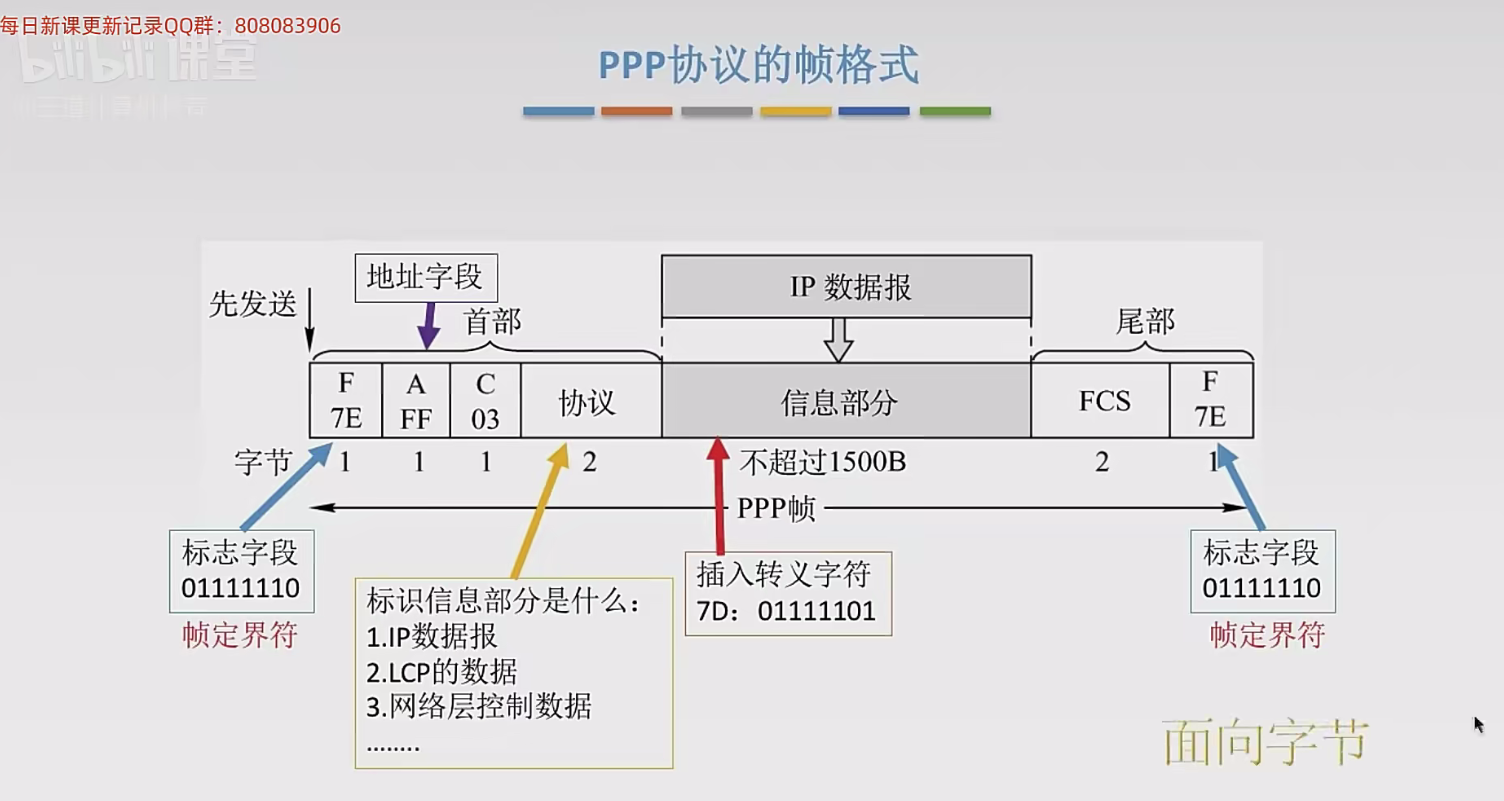 每日新课更新记录QQ群：808083906
bilibili课堂
PPP协议的帧格式
地址字段
IP 数据报
先发送
首部
尾部
F A C
7E FF 03 协议 信息部分 FCS F 7E
字节 1 1 1 2 不超过1500B 2 1
PPP帧
标志字段
01111110
帧定界符
标识信息部分是什么：
1.IP数据报
2.LCP的数据
3.网络层控制数据
........
插入转义字符
7D：01111101
标志字段
01111110
帧定界符
面向字节